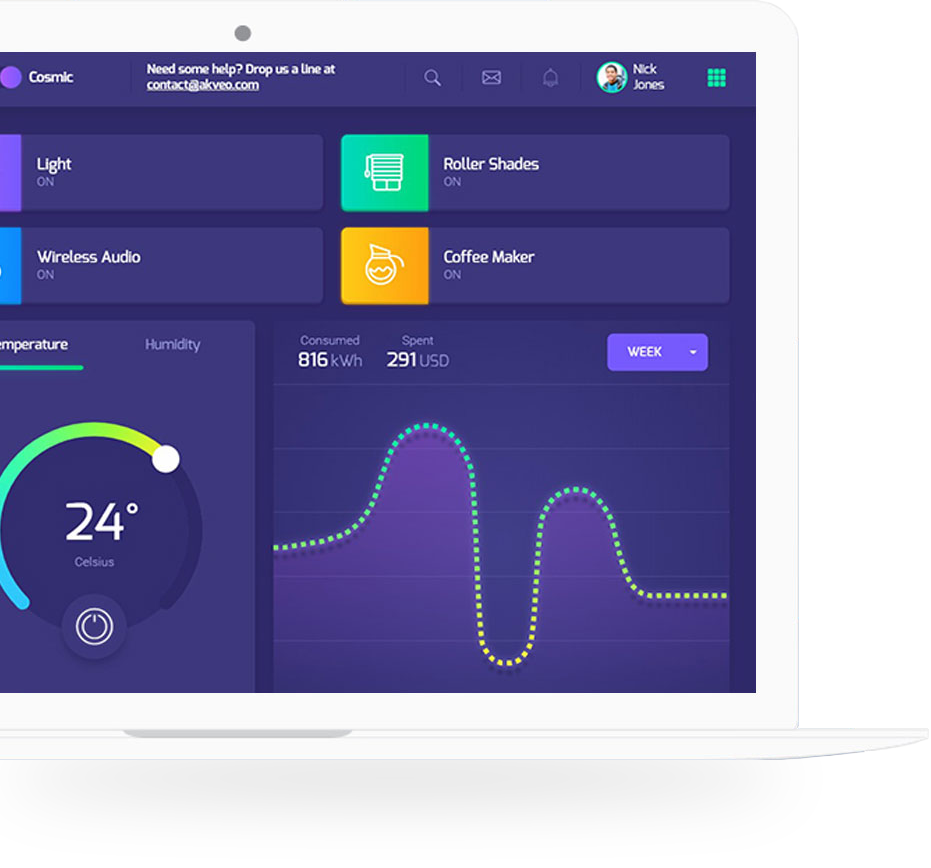 Cosmic
Need some help? Drop us a line at
contact@akveo.com
Nick
Jones
Light
ON
Roller Shades
ON
Wireless Audio
ON
Coffee Maker
ON
emperature
Humidity
Consumed
816 kWh
Spent
291 USD
WEEK
24°
Celsius